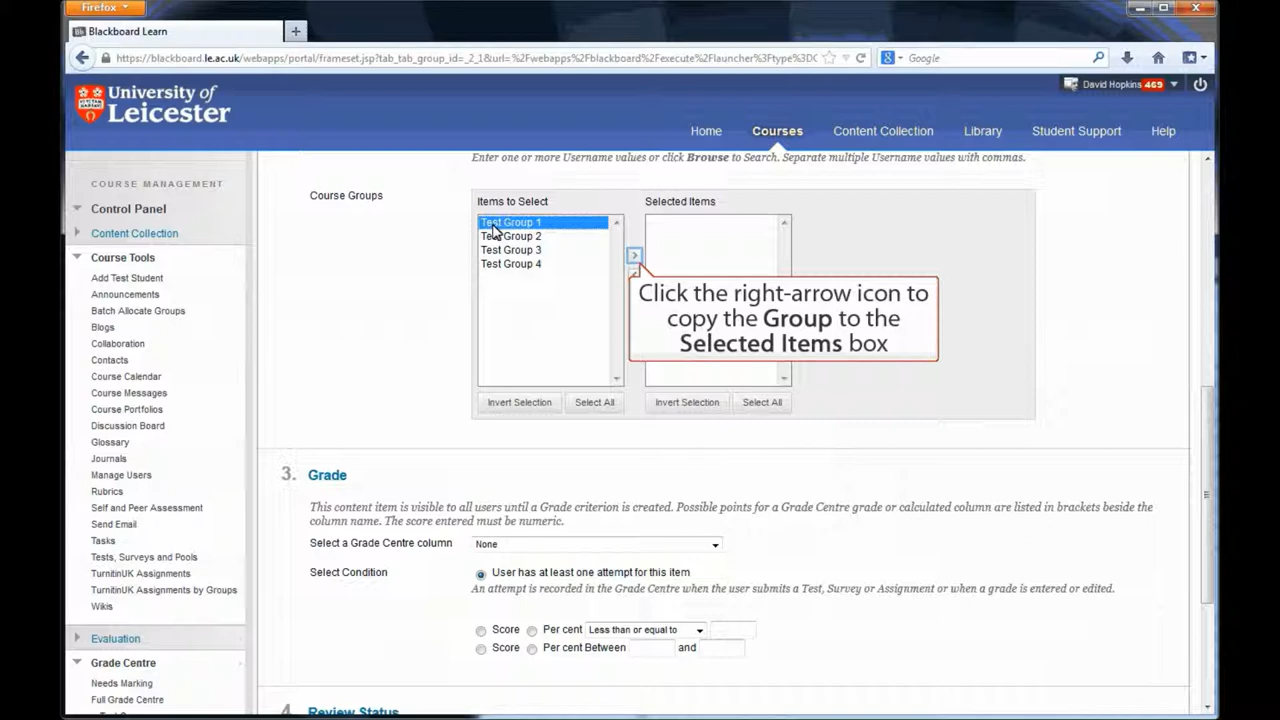 Firefox
Blackboard Learn
https://blackboard.le.ac.uk/webapps/portal/frameset.jsp?tab_tab_group_id=_2_1&url=%2Fwebapps%2Fblackboard%2Fexecute%2Flauncher%3Ftype%3DC
Google
University of
Leicester
David Hopkins 469
Home
Courses
Content Collection
Library
Student Support
Help
COURSE MANAGEMENT
Control Panel
Content Collection
Course Tools
Add Test Student
Announcements
Batch Allocate Groups
Blogs
Collaboration
Contacts
Course Calendar
Course Messages
Course Portfolios
Discussion Board
Glossary
Journals
Manage Users
Rubrics
Self and Peer Assessment
Send Email
Tasks
Tests, Surveys and Pools
TurnitinUK Assignments
TurnitinUK Assignments by Groups
Wikis
Evaluation
Grade Centre
Needs Marking
Full Grade Centre
Enter one or more Username values or click Browse to Search. Separate multiple Username values with commas.
Course Groups
Items to Select
Selected Items
Test Group 1
Test Group 2
Test Group 3
Test Group 4
Click the right-arrow icon to
copy the Group to the
Selected Items box
Invert Selection
Select All
Invert Selection
Select All
3. Grade
This content item is visible to all users until a Grade criterion is created. Possible points for a Grade Centre grade or calculated column are listed in brackets beside the
column name. The score entered must be numeric.
Select a Grade Centre column
None
Select Condition
User has at least one attempt for this item
An attempt is recorded in the Grade Centre when the user submits a Test, Survey or Assignment or when a grade is entered or edited.
Score Per cent Less than or equal to
Score Per cent Between and
4. Review Status